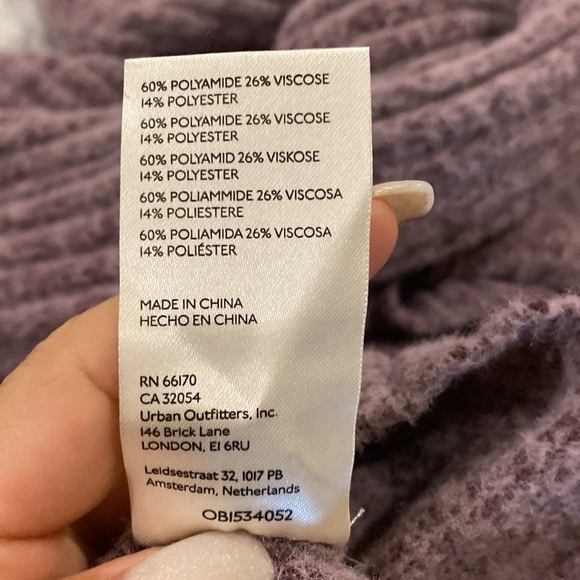 60% POLYAMIDE 26% VISCOSE
14% POLYESTER
60% POLYAMIDE 26% VISCOSE
14% POLYESTER
60% POLYAMID 26% VISKOSE
14% POLYESTER
60% POLIAMMIDE 26% VISCOSA
14% POLIESTERE
60% POLIAMIDA 26% VISCOSA
14% POLIÉSTER
MADE IN CHINA
HECHO EN CHINA
RN 66170
CA 32054
Urban Outfitters, Inc.
146 Brick Lane
LONDON, E1 6RU
Leidsestraat 32, 1017 PB
Amsterdam, Netherlands
OB1534052